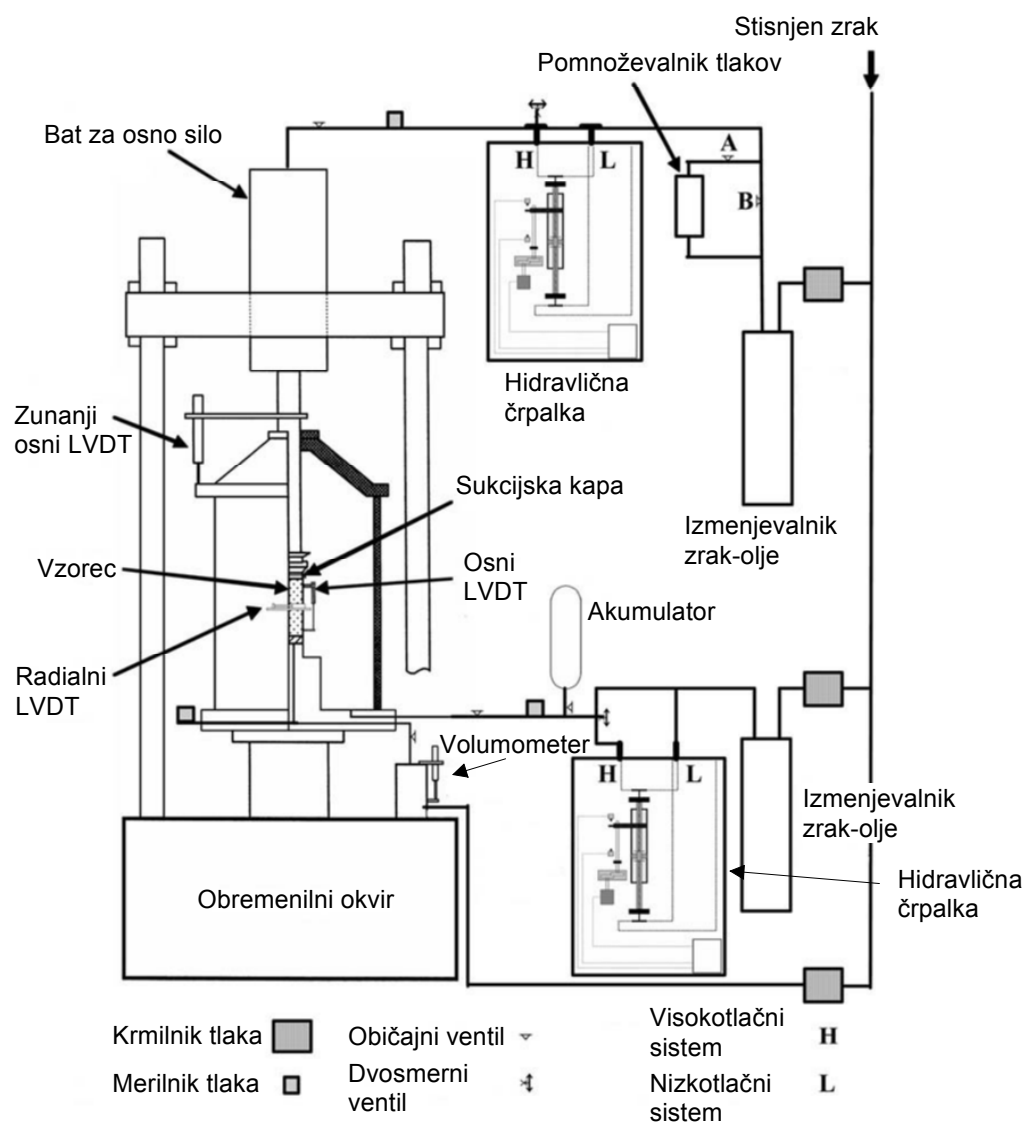 Stisnjen zrak
Pomnoževalnik tlakov
Bat za osno silo
A
H
L
B
Hidravlična
črpalka
Zunanji
osni LVDT
Sukcijska kapa
Izmenjevalnik
zrak-olje
Vzorec
Osni
LVDT
Akumulator
Radialni
LVDT
Volumometer
H
L
Izmenjevalnik
zrak-olje
Hidravlična
črpalka
Obremenilni okvir
Krmilnik tlaka
Običajni ventil
Visokotlačni
sistem
H
Merilnik tlaka
Dvosmerni
ventil
Nizkotlačni
sistem
L